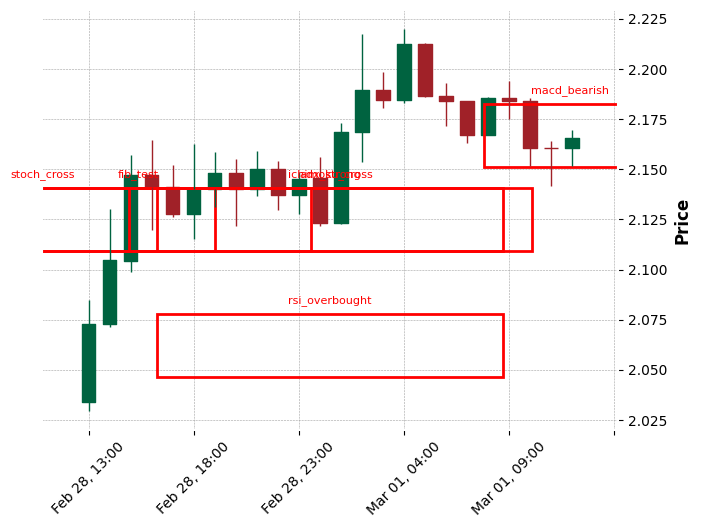 2.225
2.200
macd_bearish
2.175
stoch_cross
fib_test
2.150
2.125
Price
2.100
rsi_overbought
2.075
2.050
2.025
Feb 28, 13:00
Feb 28, 18:00
Feb 28, 23:00
Mar 01, 04:00
Mar 01, 09:00